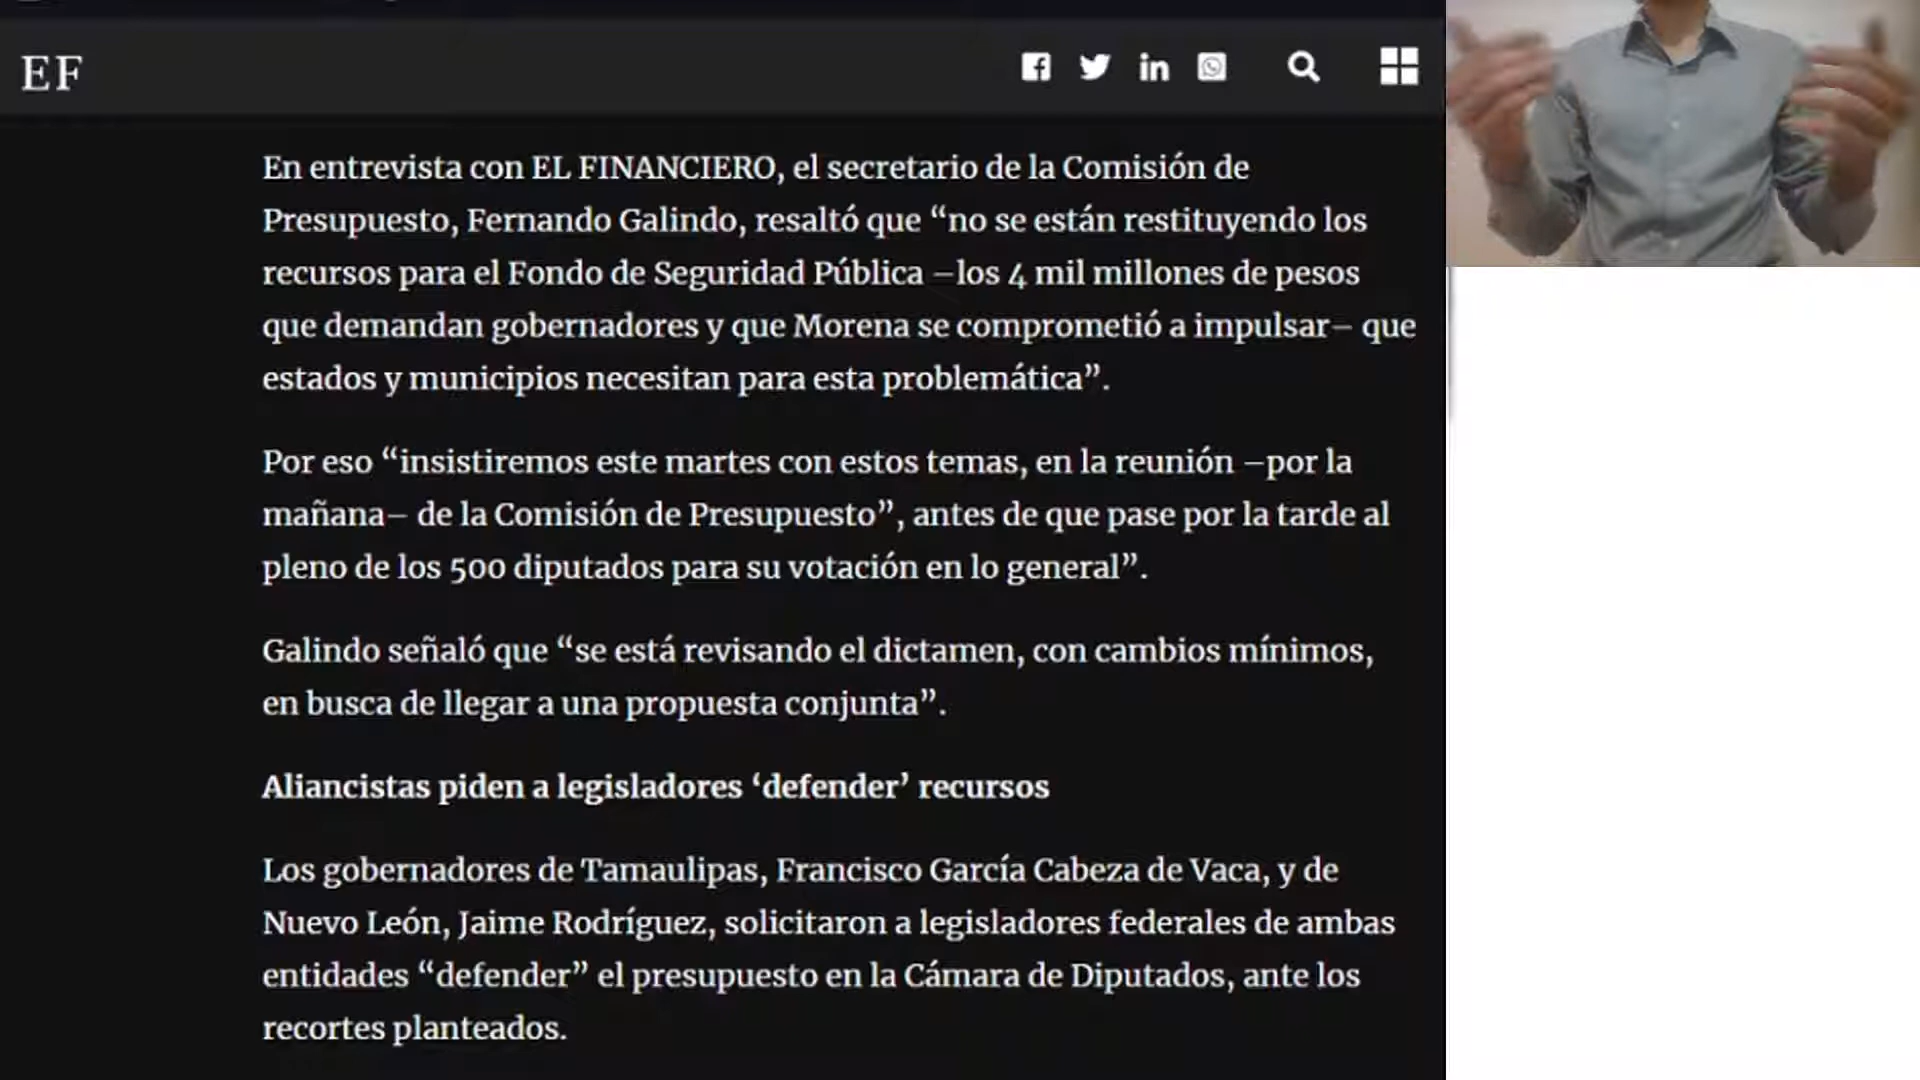 EF
En entrevista con EL FINANCIERO, el secretario de la Comisión de
Presupuesto, Fernando Galindo, resaltó que “no se están restituyendo los
recursos para el Fondo de Seguridad Pública –los 4 mil millones de pesos
que demandan gobernadores y que Morena se comprometió a impulsar– que
estados y municipios necesitan para esta problemática”.
Por eso “insistiremos este martes con estos temas, en la reunión –por la
mañana– de la Comisión de Presupuesto”, antes de que pase por la tarde al
pleno de los 500 diputados para su votación en lo general”.
Galindo señaló que “se está revisando el dictamen, con cambios mínimos,
en busca de llegar a una propuesta conjunta”.
Aliancistas piden a legisladores ‘defender’ recursos
Los gobernadores de Tamaulipas, Francisco García Cabeza de Vaca, y de
Nuevo León, Jaime Rodríguez, solicitaron a legisladores federales de ambas
entidades “defender” el presupuesto en la Cámara de Diputados, ante los
recortes planteados.